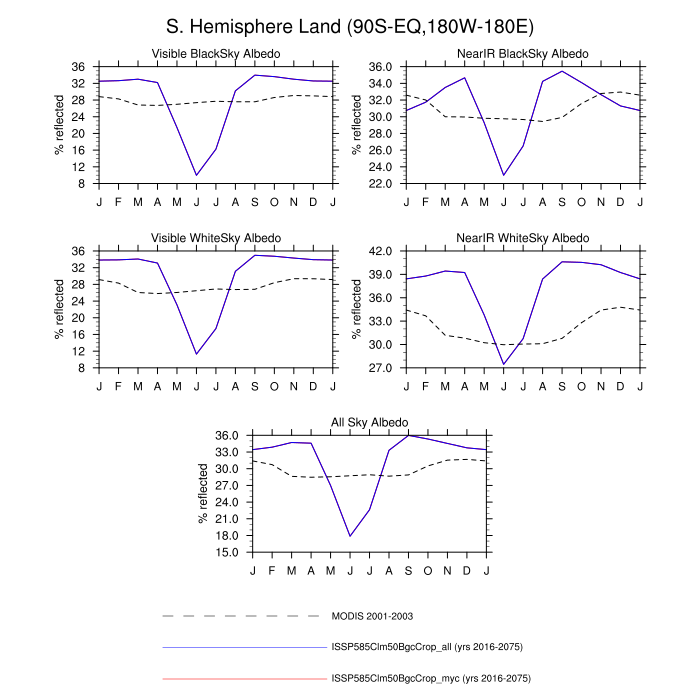 S. Hemisphere Land (90S-EQ,180W-180E)
Visible BlackSky Albedo
% reflected
36
32
28
24
20
16
12
8
J F M A M J J A S O N D J
NearIR BlackSky Albedo
% reflected
36.0
34.0
32.0
30.0
28.0
26.0
24.0
22.0
J F M A M J J A S O N D J
Visible WhiteSky Albedo
% reflected
36
32
28
24
20
16
12
8
J F M A M J J A S O N D J
NearIR WhiteSky Albedo
% reflected
42.0
39.0
36.0
33.0
30.0
27.0
J F M A M J J A S O N D J
All Sky Albedo
% reflected
36.0
33.0
30.0
27.0
24.0
21.0
18.0
15.0
J F M A M J J A S O N D J
MODIS 2001-2003
ISSP585Clm50BgcCrop_all (yrs 2016-2075)
ISSP585Clm50BgcCrop_myc (yrs 2016-2075)